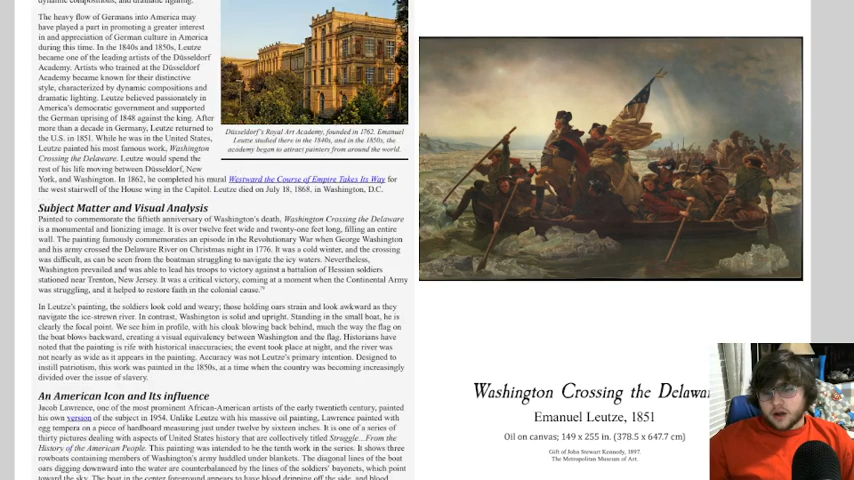 dynamic compositions, and dramatic lighting.
The heavy flow of Germans into America may
have played a part in promoting a greater interest
in and appreciation of German culture in America
during this time. In the 1840s and 1850s, Leutze
became one of the leading artists of the Düsseldorf
Academy. Artists who trained at the Düsseldorf
Academy became known for their distinctive
style, characterized by dynamic compositions and
dramatic lighting. Leutze believed passionately in
America's democratic government and supported
the German uprising of 1848 against the king. After
more than a decade in Germany, Leutze returned to
the U.S. in 1851. While he was in the United States,
Leutze painted his most famous work, Washington
Crossing the Delaware. Leutze would spend the
rest of his life moving between Düsseldorf, New
York, and Washington. In 1862, he completed his mural Westward the Course of Empire Takes Its Way for
the west stairwell of the House wing in the Capitol. Leutze died on July 18, 1868, in Washington, D.C.
Düsseldorf's Royal Art Academy, founded in 1762. Emanuel
Leutze studied there in the 1840s, and in the 1850s, the
academy began to attract painters from around the world.
Subject Matter and Visual Analysis
Painted to commemorate the fiftieth anniversary of Washington's death, Washington Crossing the Delaware
is a monumental and lionizing image. It is over twelve feet wide and twenty-one feet long, filling an entire
wall. The painting famously commemorates an episode in the Revolutionary War when George Washington
and his army crossed the Delaware River on Christmas night in 1776. It was a cold winter, and the crossing
was difficult, as can be seen from the boatman struggling to navigate the icy waters. Nevertheless,
Washington prevailed and was able to lead his troops to victory against a battalion of Hessian soldiers
stationed near Trenton, New Jersey. It was a critical victory, coming at a moment when the Continental Army
was struggling, and it helped to restore faith in the colonial cause.
In Leutze's painting, the soldiers look cold and weary; those holding oars strain and look awkward as they
navigate the ice-strewn river. In contrast, Washington is solid and upright. Standing in the small boat, he is
clearly the focal point. We see him in profile, with his cloak blowing back behind, much the way the flag on
the boat blows backward, creating a visual equivalency between Washington and the flag. Historians have
noted that the painting is rife with historical inaccuracies; the event took place at night, and the river was
not nearly as wide as it appears in the painting. Accuracy was not Leutze's primary intention. Designed to
instill patriotism, this work was painted in the 1850s, at a time when the country was becoming increasingly
divided over the issue of slavery.
An American Icon and Its influence
Jacob Lawrence, one of the most prominent African-American artists of the early twentieth century, painted
his own version of the subject in 1954. Unlike Leutze with his massive oil painting, Lawrence painted with
egg tempera on a piece of hardboard measuring just under twelve by sixteen inches. It is one of a series of
thirty pictures dealing with aspects of United States history that are collectively titled Struggle…From the
History of the American People. This painting was intended to be the tenth work in the series. It shows three
rowboats containing members of Washington's army huddled under blankets. The diagonal lines of the
oars digging downward into the water are counterbalanced by the lines of the soldiers' bayonets, which point
toward the sky. The boat in the center foreground appears to have blood dripping off the side, and blood
Washington Crossing the Delawar
Emanuel Leutze, 1851
Oil on canvas; 149 x 255 in. (378.5 x 647.7 cm)
Gift of John Stewart Kennedy, 1897.
The Metropolitan Museum of Art.